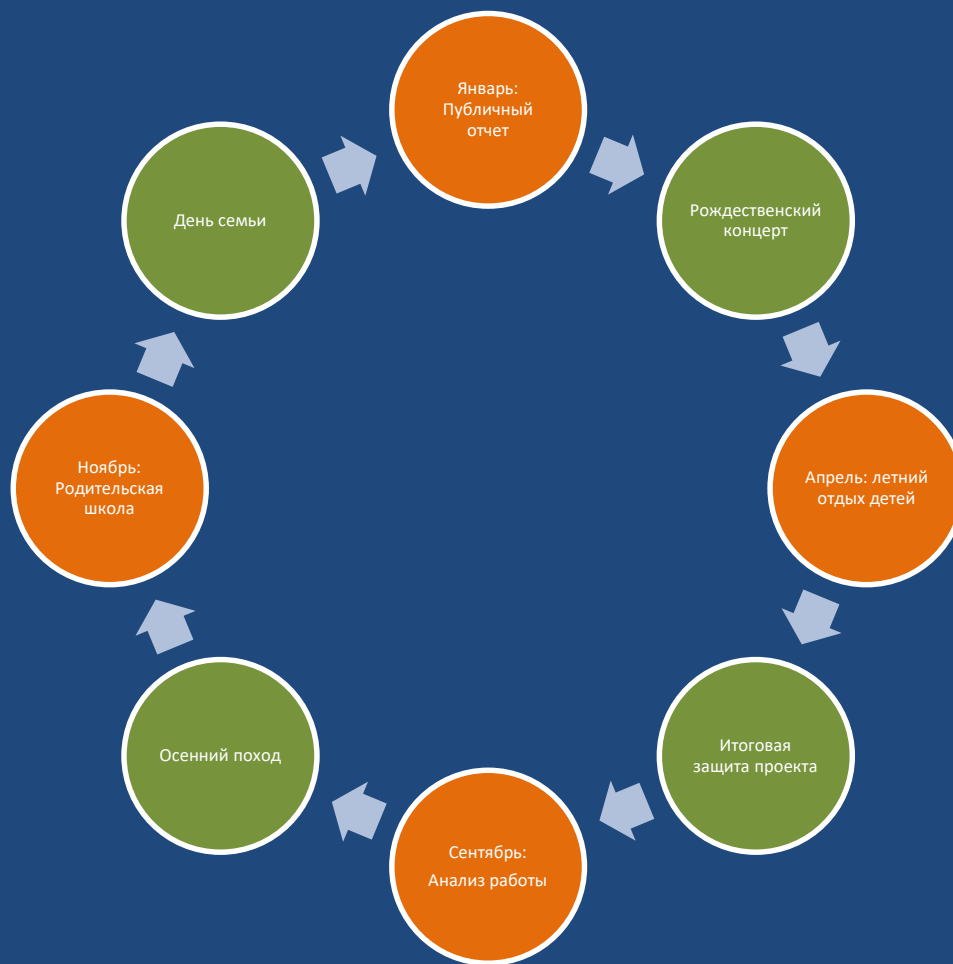 Январь:
Публичный
отчет
Рождественский
концерт
Апрель: летний
отдых детей
Итоговая
защита проекта
Сентябрь:
Анализ работы
Осенний поход
Ноябрь:
Родительская
школа
День семьи